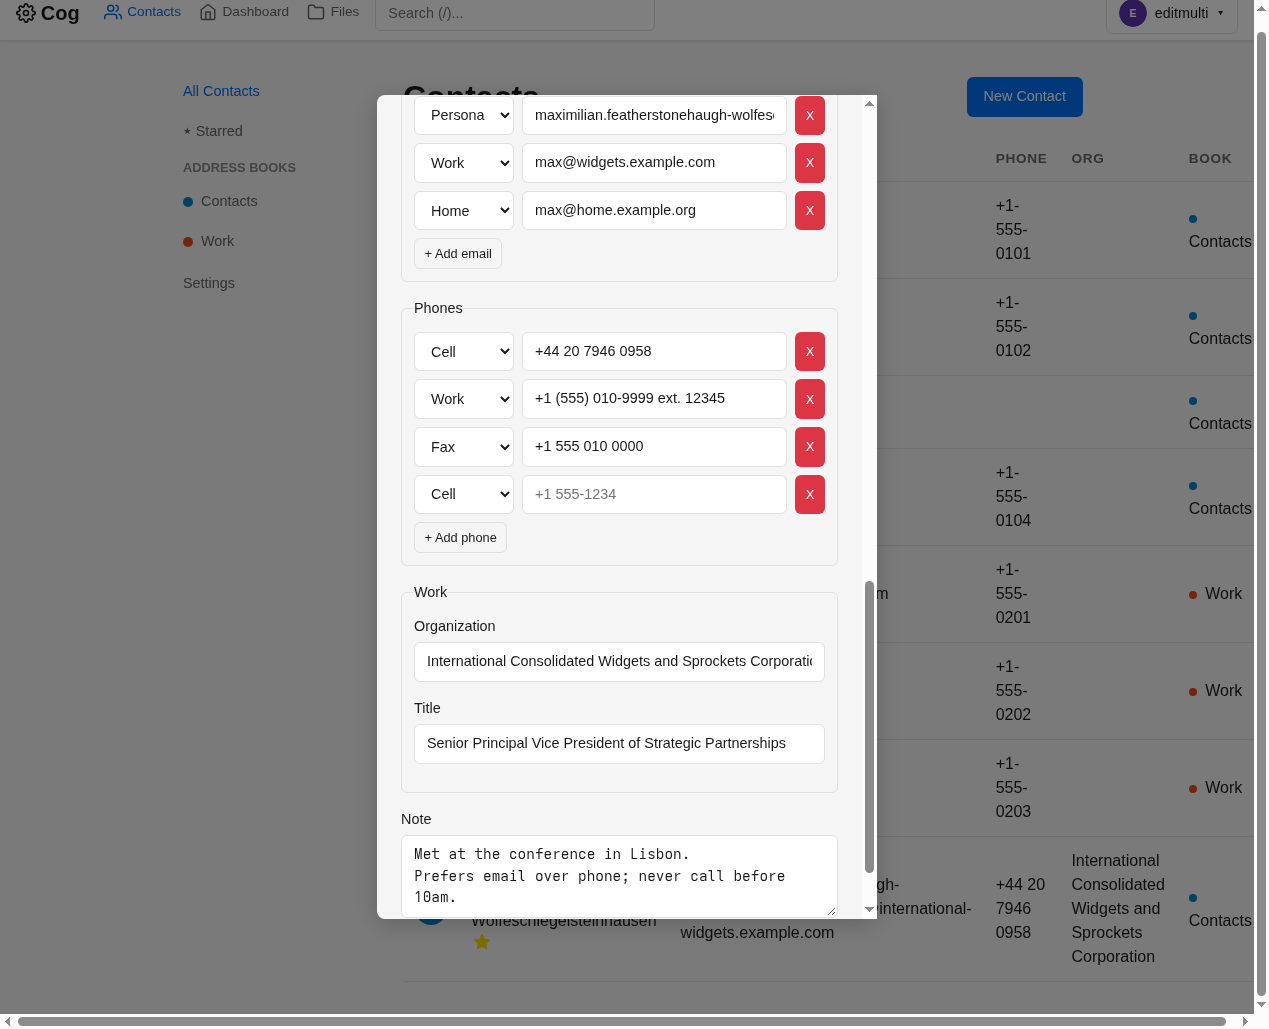 Cog
Contacts
Dashboard
Files
Search (/)...
E
editmulti
All Contacts
★ Starred
ADDRESS BOOKS
Contacts
Work
Settings
Contacts
New Contact
PHONE
ORG
BOOK
+1-
555-
0101
Contacts
+1-
555-
0102
Contacts
Contacts
+1-
555-
0104
Contacts
m
+1-
555-
0201
Work
+1-
555-
0202
Work
+1-
555-
0203
Work
gh-
international-
widgets.example.com
Wolfeschlegelsteinhausen
+44 20
7946
0958
International
Consolidated
Widgets and
Sprockets
Corporation
Contacts
Persona
maximilian.featherstonehaugh-wolfes
X
Work
max@widgets.example.com
X
Home
max@home.example.org
X
+ Add email
Phones
Cell
+44 20 7946 0958
X
Work
+1 (555) 010-9999 ext. 12345
X
Fax
+1 555 010 0000
X
Cell
+1 555-1234
X
+ Add phone
Work
Organization
International Consolidated Widgets and Sprockets Corporatio
Title
Senior Principal Vice President of Strategic Partnerships
Note
Met at the conference in Lisbon.
Prefers email over phone; never call before
10am.